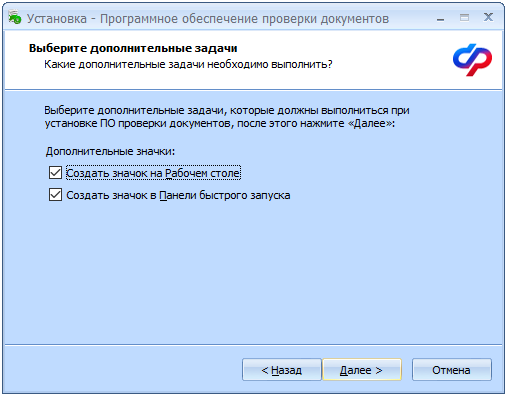 Установка - Программное обеспечение проверки документов
Выберите дополнительные задачи
Какие дополнительные задачи необходимо выполнить?
Выберите дополнительные задачи, которые должны выполниться при
установке ПО проверки документов, после этого нажмите «Далее»:
Дополнительные значки:
Создать значок на Рабочем столе
Создать значок в Панели быстрого запуска
< Назад Далее > Отмена